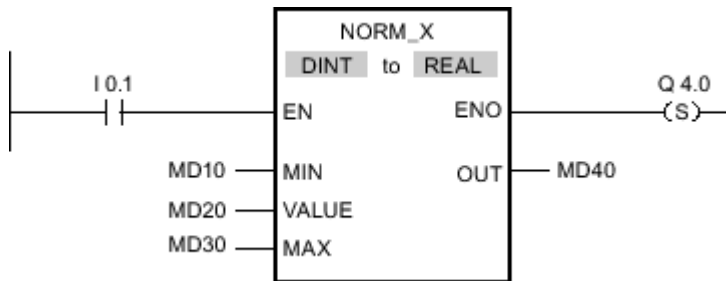 NORM_X
DINT to REAL
I 0.1
Q 4.0
EN ENO
(S)
MD10 MIN OUT MD40
MD20 VALUE
MD30 MAX